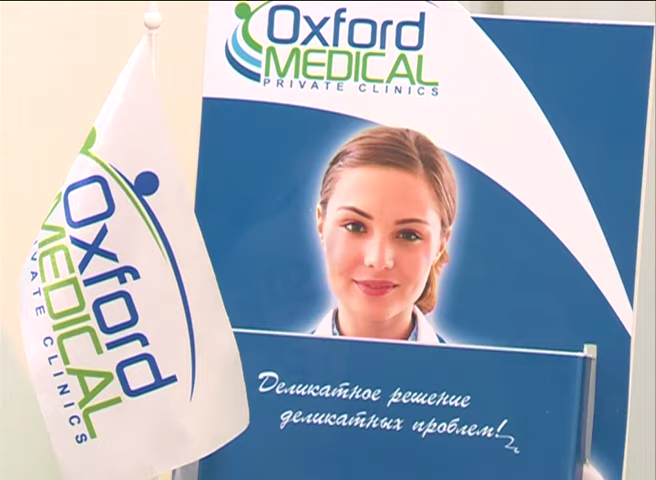 Oxford
MEDICAL
PRIVATE CLINICS
Oxford
MEDICAL
PRIVATE CLINICS
Деликатное решение
деликатных проблем!